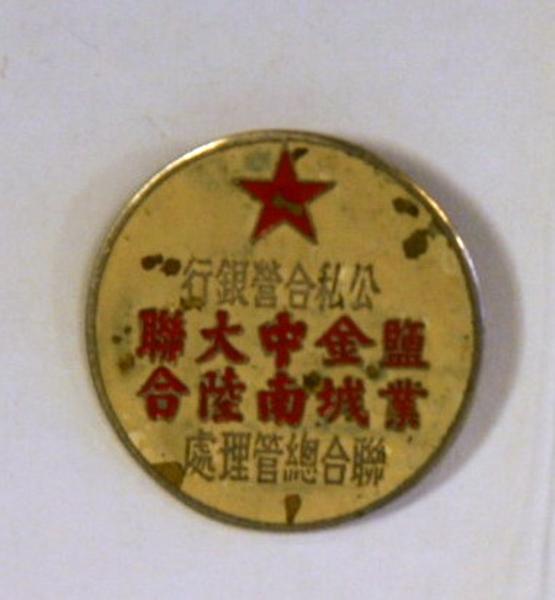 公私合營銀行
鹽業
金城
中南
大陸
聯合
聯合總管理處